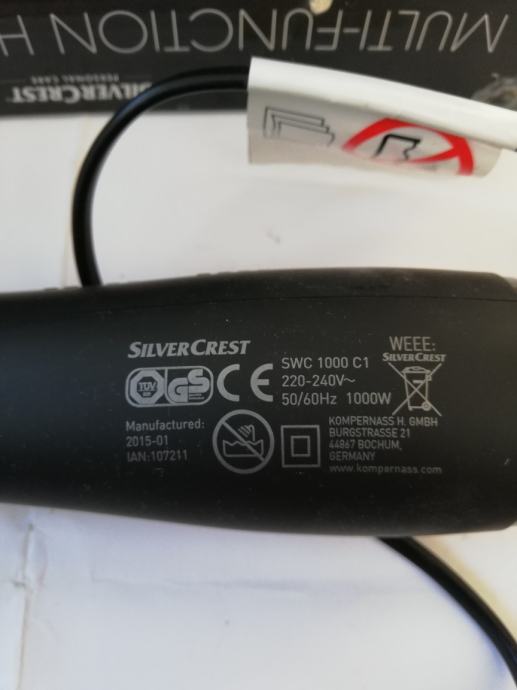 MULTI-FUNCTION H
SILVERCREST
PERSONAL CARE
SILVERCREST
TÜV
GS
CE
SWC 1000 C1
220-240V~
50/60Hz 1000W
WEEE:
SILVERCREST
Manufactured:
2015-01
IAN:107211
KOMPERNASS H. GMBH
BURGSTRASSE 21
44867 BOCHUM,
GERMANY
www.kompernass.com